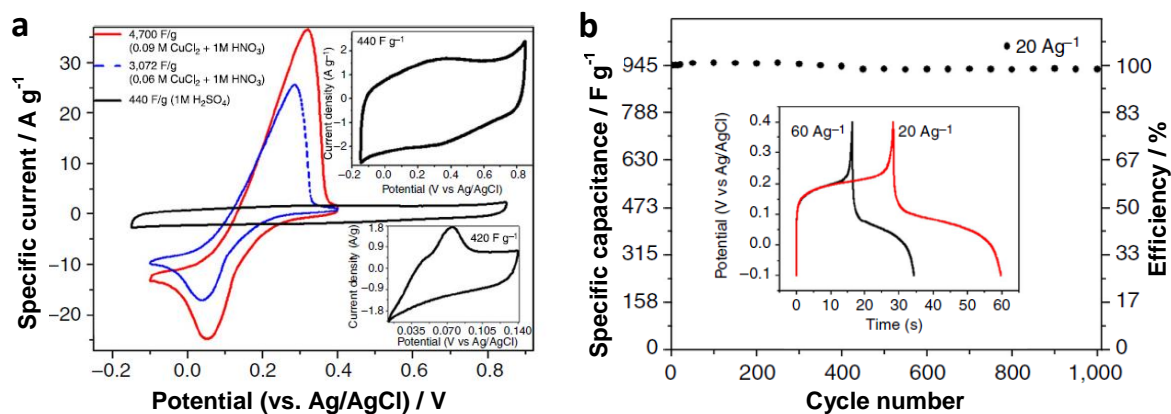 a
4,700 F/g
(0.09 M CuCl₂ + 1M HNO₃)
3,072 F/g
(0.06 M CuCl₂ + 1M HNO₃)
440 F/g (1M H₂SO₄)
Specific current / A g⁻¹
30
20
10
0
−10
−20
−0.2 0.0 0.2 0.4 0.6 0.8
Potential (vs. Ag/AgCl) / V
440 F g⁻¹
Current density (A g⁻¹)
2
1
0
−1
−2
−0.2 0.0 0.2 0.4 0.6 0.8
Potential (V vs Ag/AgCl)
420 F g⁻¹
Current density (A/g)
1.8
0.9
0.0
−0.9
−1.8
0.035 0.070 0.105 0.140
Potential (V vs Ag/AgCl)
b
20 Ag⁻¹
Specific capacitance / F g⁻¹
945
788
630
473
315
158
0
0 200 400 600 800 1,000
Cycle number
100
83
67
50
33
17
0
Efficiency / %
60 Ag⁻¹ 20 Ag⁻¹
Potential (V vs Ag/AgCl)
0.4
0.3
0.2
0.1
0.0
−0.1
0 10 20 30 40 50 60
Time (s)